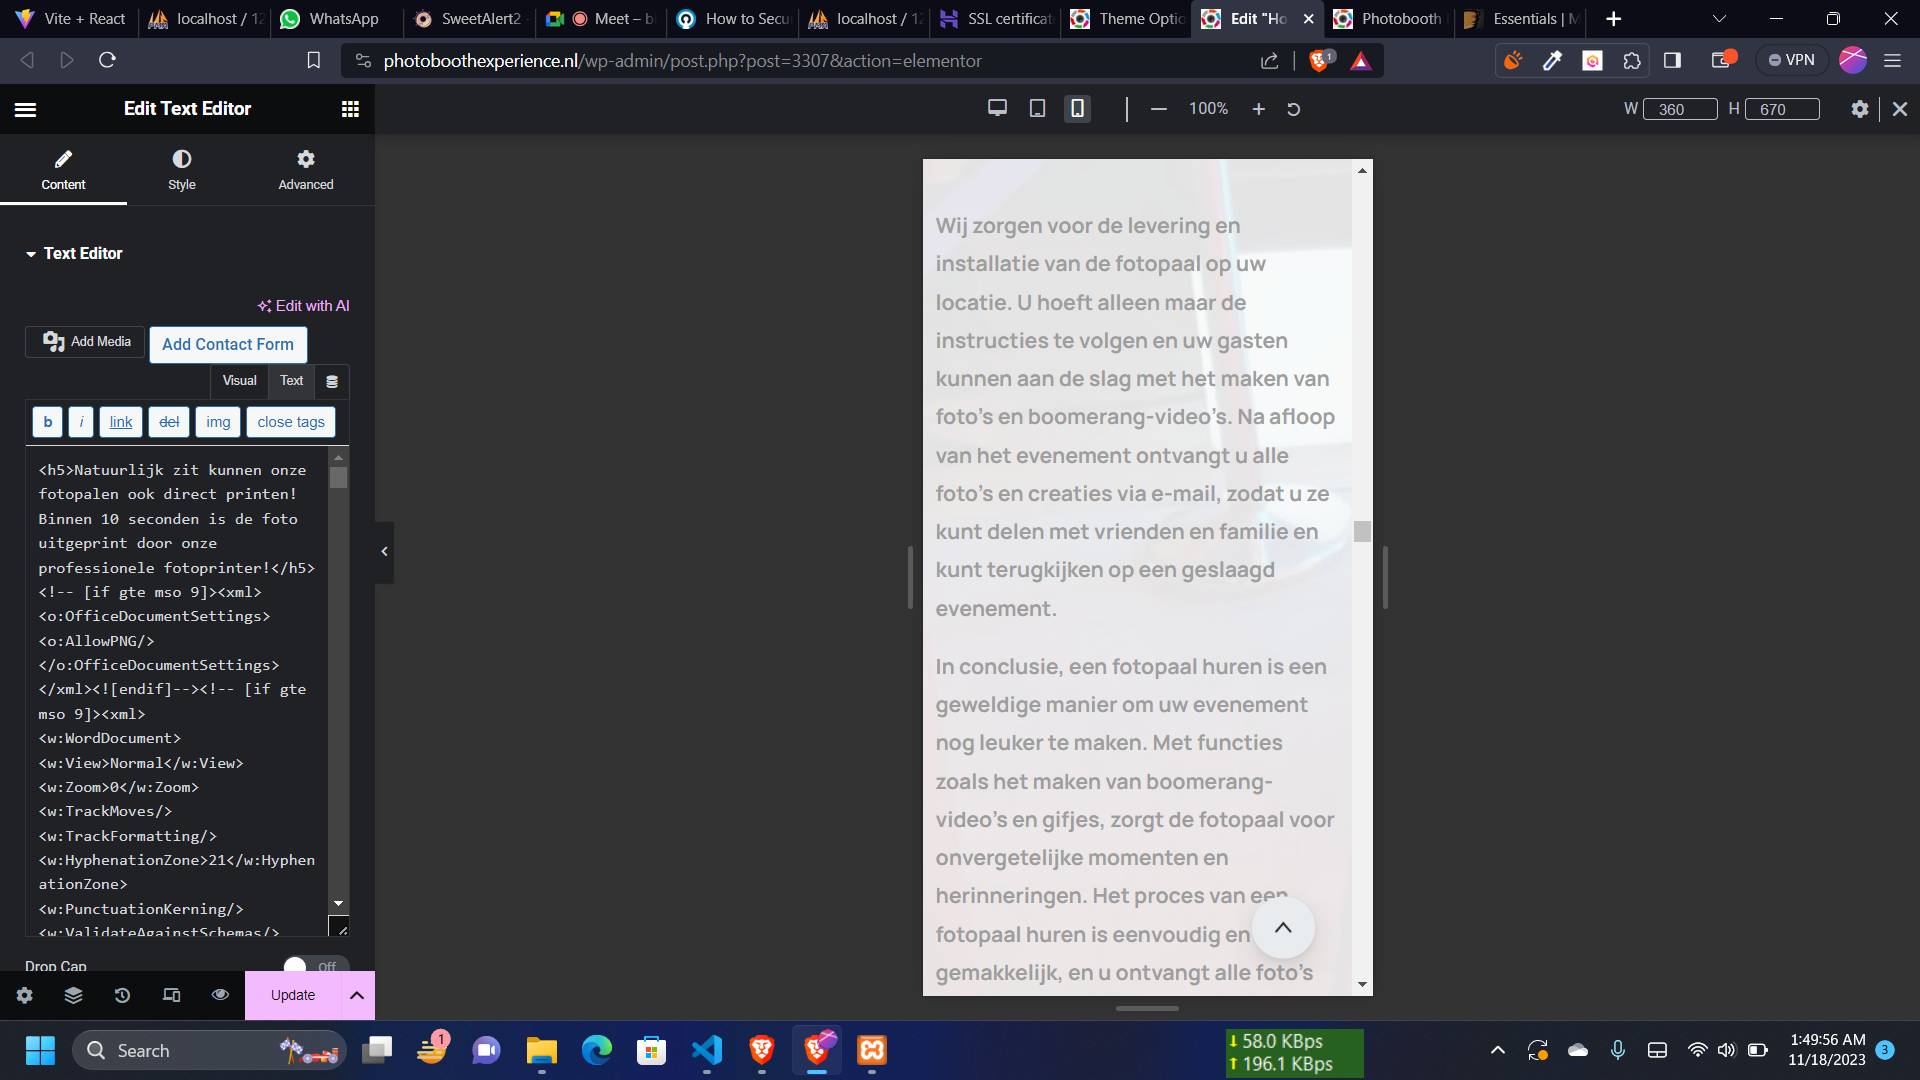 Vite + React
localhost / 12
WhatsApp
SweetAlert2
Meet – b
How to Secu
localhost / 12
SSL certificat
Theme Optio
Edit "Ho
Photobooth
Essentials | M
photoboothexperience.nl/wp-admin/post.php?post=3307&action=elementor
1
VPN
Edit Text Editor
100%
W 360 H 670
Content
Style
Advanced
Text Editor
Edit with AI
Add Media
Add Contact Form
Visual
Text
b
i
link
del
img
close tags
<h5>Natuurlijk zit kunnen onze
fotopalen ook direct printen!
Binnen 10 seconden is de foto
uitgeprint door onze
professionele fotoprinter!</h5>
<!-- [if gte mso 9]><xml>
<o:OfficeDocumentSettings>
<o:AllowPNG/>
</o:OfficeDocumentSettings>
</xml><![endif]--><!-- [if gte
mso 9]><xml>
<w:WordDocument>
<w:View>Normal</w:View>
<w:Zoom>0</w:Zoom>
<w:TrackMoves/>
<w:TrackFormatting/>
<w:HyphenationZone>21</w:Hyphen
ationZone>
<w:PunctuationKerning/>
<w:ValidateAgainstSchemas/>
Drop Cap
Off
Update
Wij zorgen voor de levering en
installatie van de fotopaal op uw
locatie. U hoeft alleen maar de
instructies te volgen en uw gasten
kunnen aan de slag met het maken van
foto’s en boomerang-video’s. Na afloop
van het evenement ontvangt u alle
foto’s en creaties via e-mail, zodat u ze
kunt delen met vrienden en familie en
kunt terugkijken op een geslaagd
evenement.
In conclusie, een fotopaal huren is een
geweldige manier om uw evenement
nog leuker te maken. Met functies
zoals het maken van boomerang-
video’s en gifjes, zorgt de fotopaal voor
onvergetelijke momenten en
herinneringen. Het proces van een
fotopaal huren is eenvoudig en
gemakkelijk, en u ontvangt alle foto’s
Search
1
58.0 KBps
196.1 KBps
1:49:56 AM
11/18/2023
3